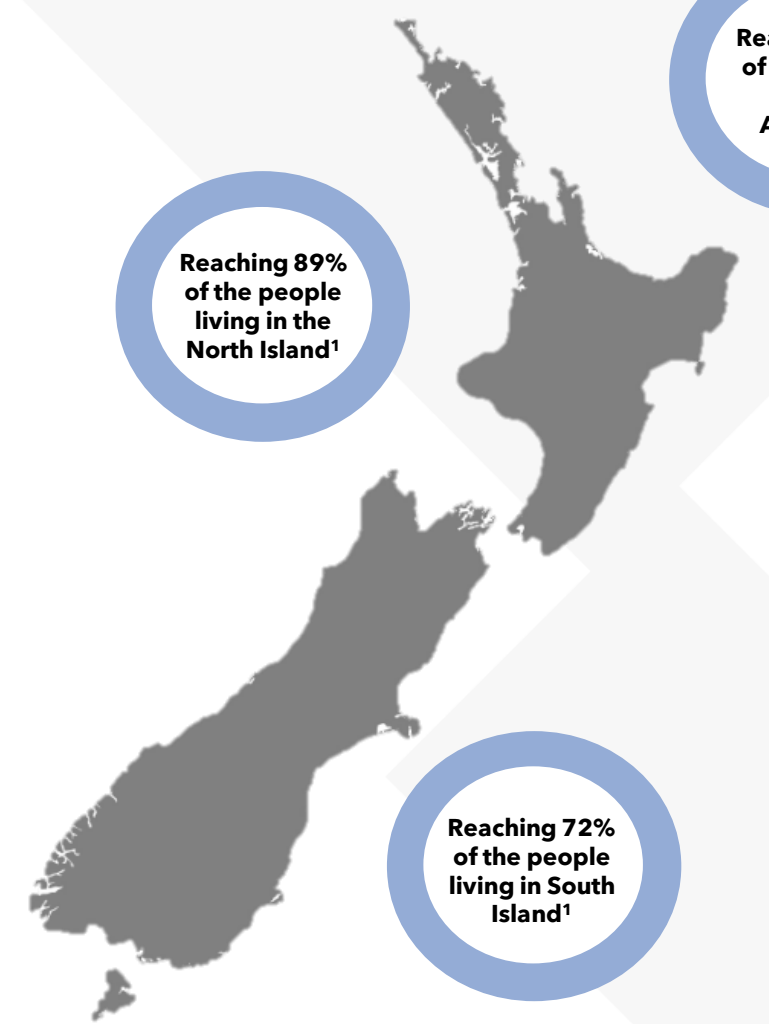 of
Reaching 89%
of the people
living in the
North Island¹
Reaching 72%
of the people
living in South
Island¹